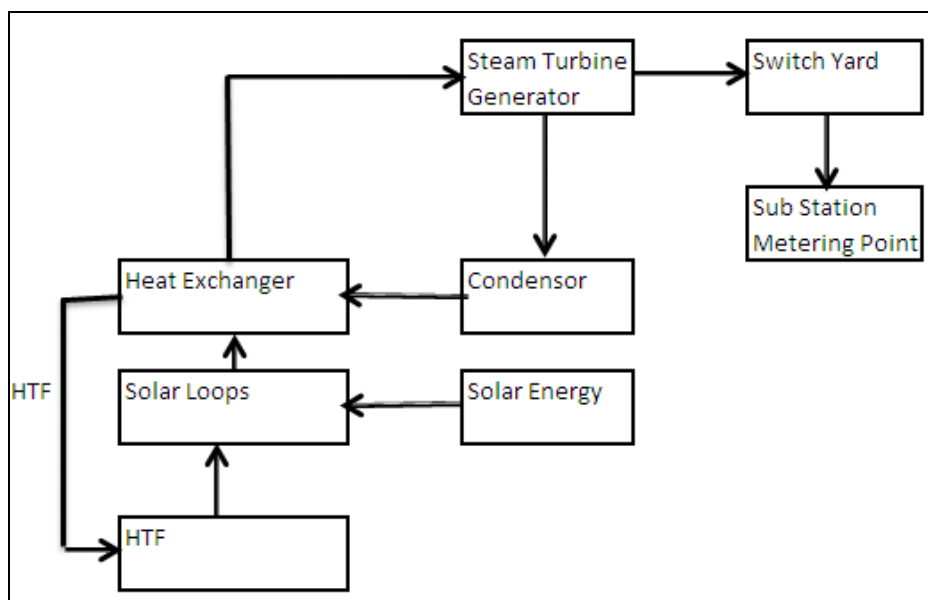 Steam Turbine
Generator
Switch Yard
Sub Station
Metering Point
Heat Exchanger
Condensor
HTF
Solar Loops
Solar Energy
HTF